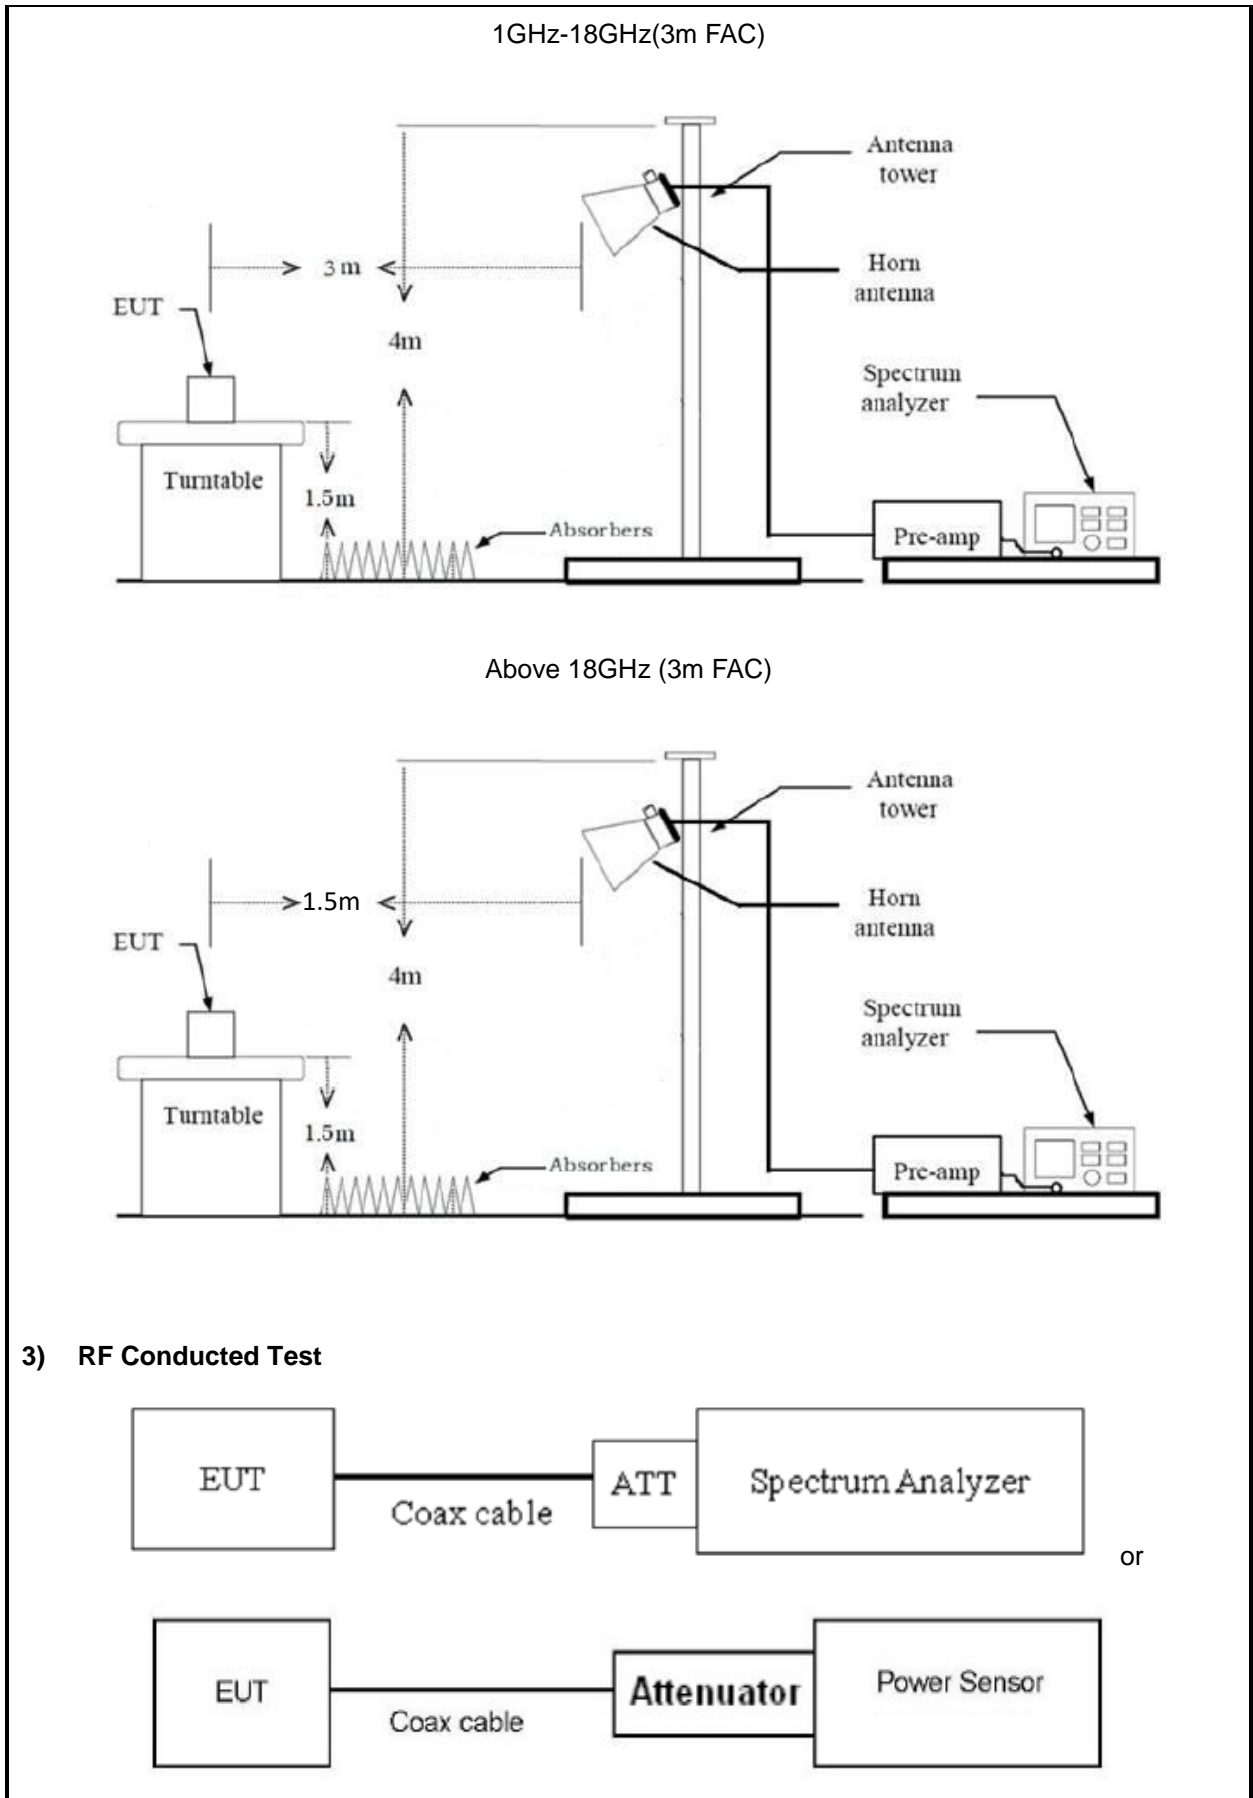 1GHz-18GHz(3m FAC)
Antenna
tower
3 m
Horn
antenna
EUT
4m
Spectrum
analyzer
Turntable
1.5m
Absorbers
Pre-amp
Above 18GHz (3m FAC)
Antenna
tower
1.5m
Horn
antenna
EUT
4m
Spectrum
analyzer
Turntable
1.5m
Absorbers
Pre-amp
3) RF Conducted Test
EUT
Coax cable
ATT
Spectrum Analyzer
or
EUT
Coax cable
Attenuator
Power Sensor